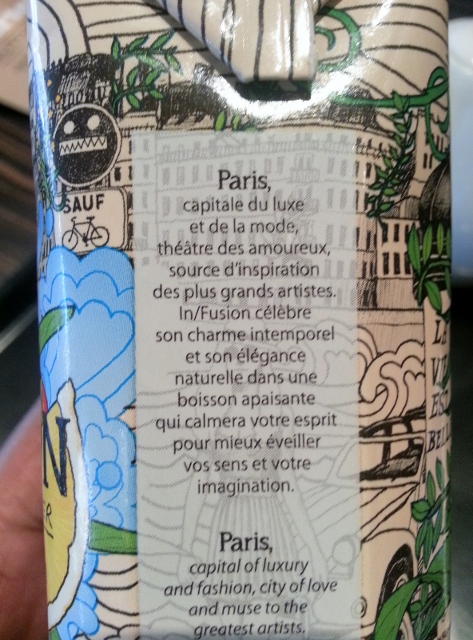 SAUF
Paris,
capitale du luxe
et de la mode,
théâtre des amoureux,
source d'inspiration
des plus grands artistes.
In/Fusion célèbre
son charme intemporel
et son élégance
naturelle dans une
boisson apaisante
qui calmera votre esprit
pour mieux éveiller
vos sens et votre
imagination.
Paris,
capital of luxury
and fashion, city of love
and muse to the
greatest artists.
N